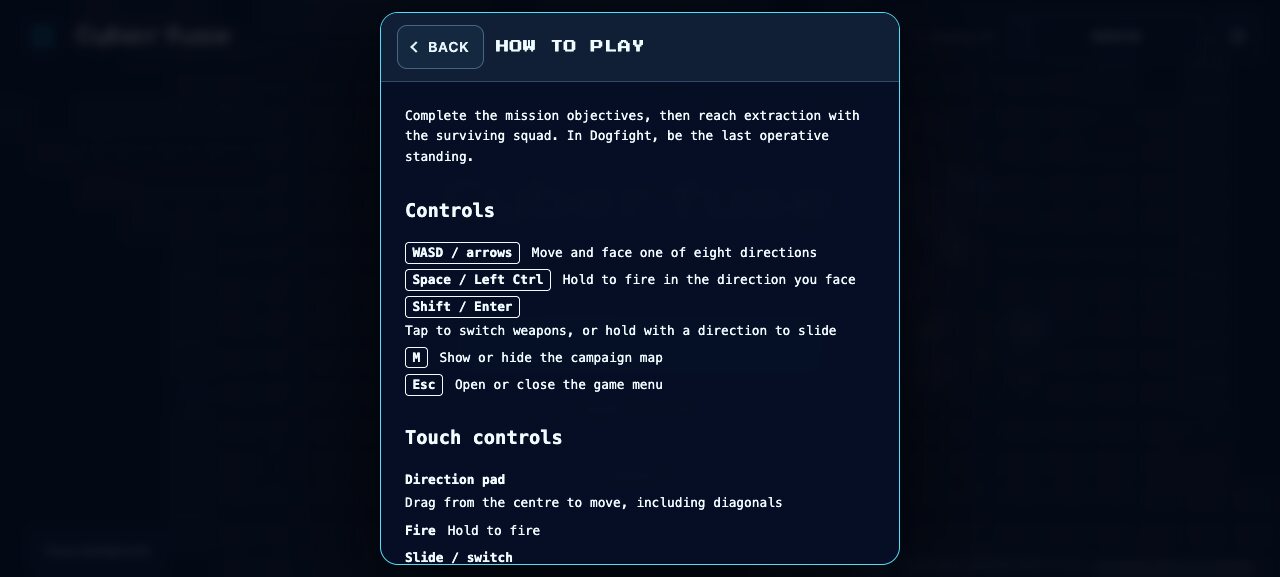 BACK
HOW TO PLAY
Complete the mission objectives, then reach extraction with
the surviving squad. In Dogfight, be the last operative
standing.
Controls
WASD / arrows Move and face one of eight directions
Space / Left Ctrl Hold to fire in the direction you face
Shift / Enter
Tap to switch weapons, or hold with a direction to slide
M Show or hide the campaign map
Esc Open or close the game menu
Touch controls
Direction pad
Drag from the centre to move, including diagonals
Fire Hold to fire
Slide / switch